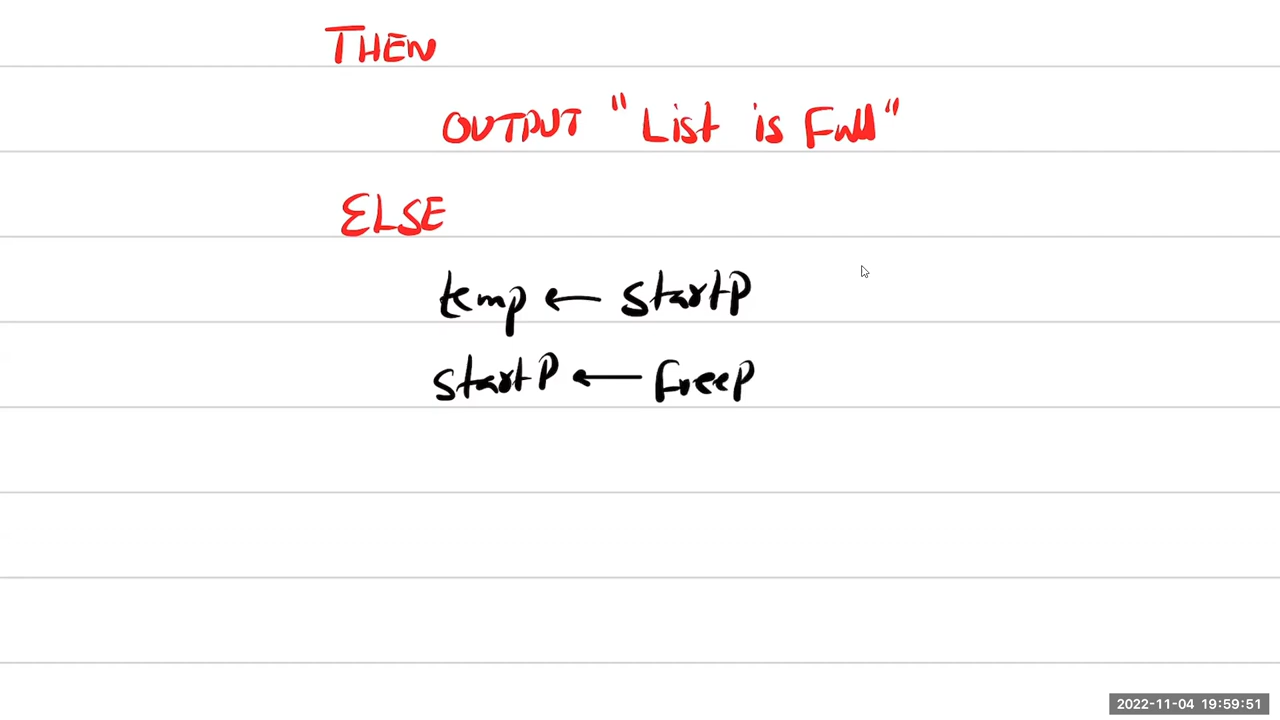 THEN
OUTPUT "List is Full"
ELSE
temp ← startP
startP ← FreeP
2022-11-04 19:59:51